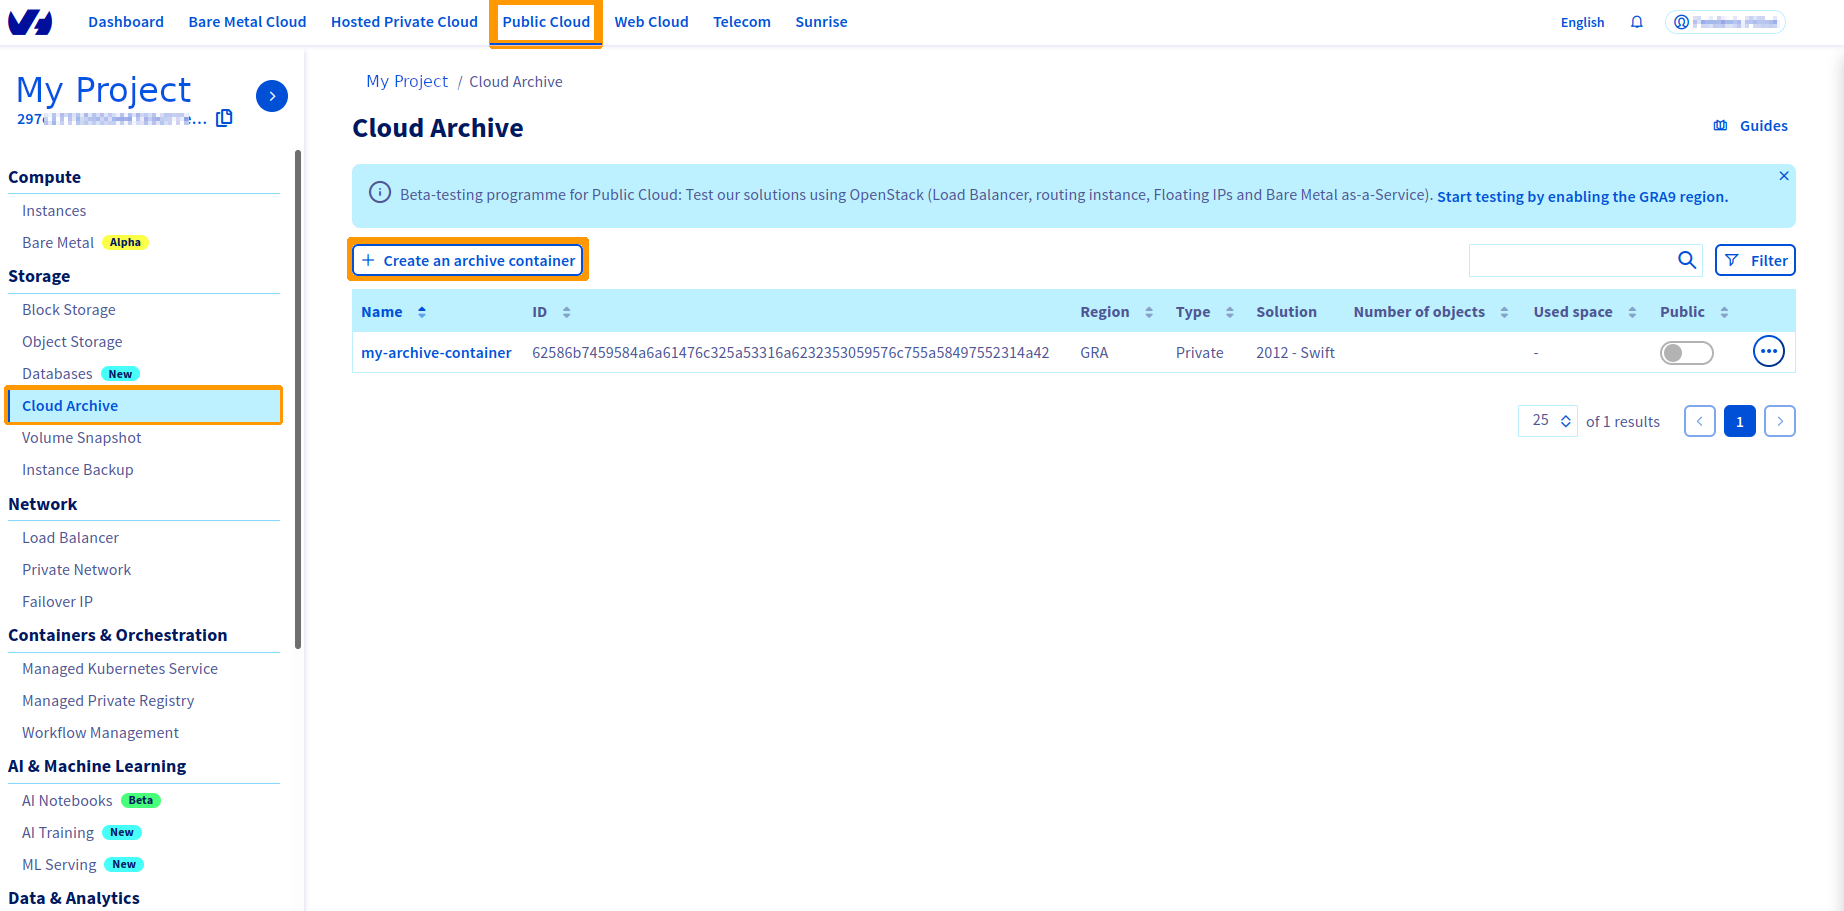 Dashboard Bare Metal Cloud Hosted Private Cloud Public Cloud Web Cloud Telecom Sunrise English
My Project
297
Compute
Instances
Bare Metal Alpha
Storage
Block Storage
Object Storage
Databases New
Cloud Archive
Volume Snapshot
Instance Backup
Network
Load Balancer
Private Network
Failover IP
Containers & Orchestration
Managed Kubernetes Service
Managed Private Registry
Workflow Management
AI & Machine Learning
AI Notebooks Beta
AI Training New
ML Serving New
Data & Analytics
My Project / Cloud Archive
Cloud Archive
Guides
Beta-testing programme for Public Cloud: Test our solutions using OpenStack (Load Balancer, routing instance, Floating IPs and Bare Metal as-a-Service). Start testing by enabling the GRA9 region.
+ Create an archive container
Filter
Name ID Region Type Solution Number of objects Used space Public
my-archive-container 62586b7459584a6a61476c325a53316a6232353059576c755a58497552314a42 GRA Private 2012 - Swift -
25 of 1 results < 1 >